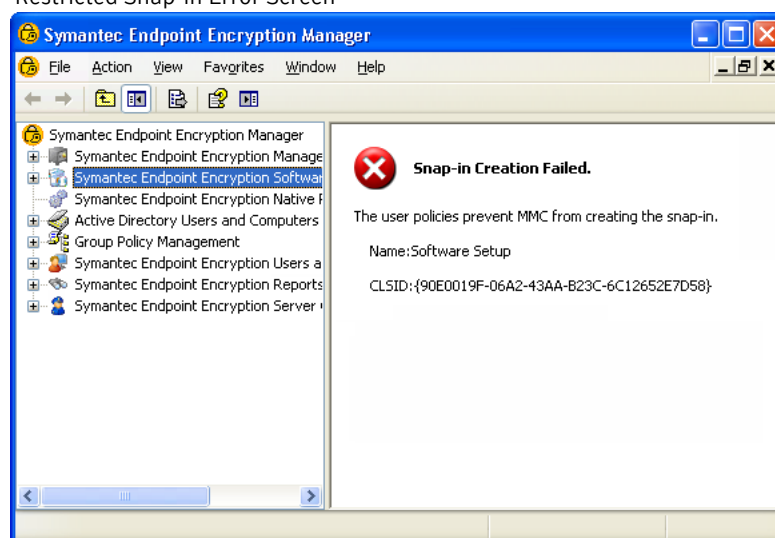 Restricted Snap-in Error Screen
Symantec Endpoint Encryption Manager
File Action View Favorites Window Help
Symantec Endpoint Encryption Manager
Symantec Endpoint Encryption Manage
Symantec Endpoint Encryption Softwar
Symantec Endpoint Encryption Native
Active Directory Users and Computers
Group Policy Management
Symantec Endpoint Encryption Users a
Symantec Endpoint Encryption Reports
Symantec Endpoint Encryption Server
Snap-in Creation Failed.
The user policies prevent MMC from creating the snap-in.
Name:Software Setup
CLSID:{90E0019F-06A2-43AA-B23C-6C12652E7D58}